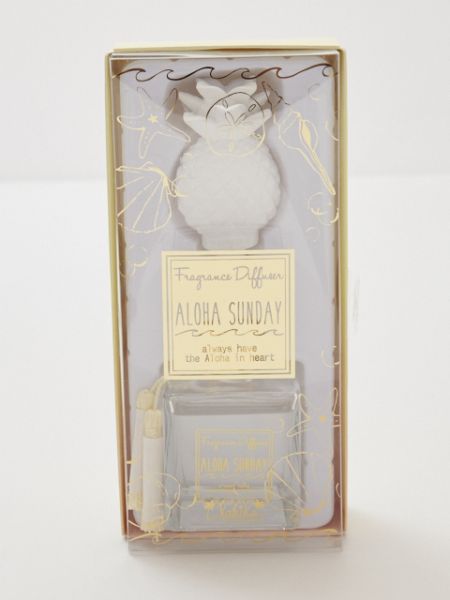 Fragrance Diffuser
ALOHA SUNDAY
always have
the Aloha in heart
Fragrance Diffuser
ALOHA SUNDAY